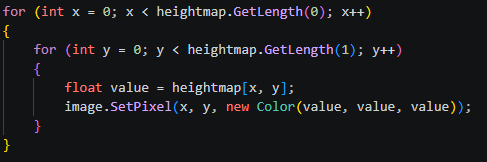 for (int x = 0; x < heightmap.GetLength(0); x++)
{
    for (int y = 0; y < heightmap.GetLength(1); y++)
    {
        float value = heightmap[x, y];
        image.SetPixel(x, y, new Color(value, value, value));
    }
}